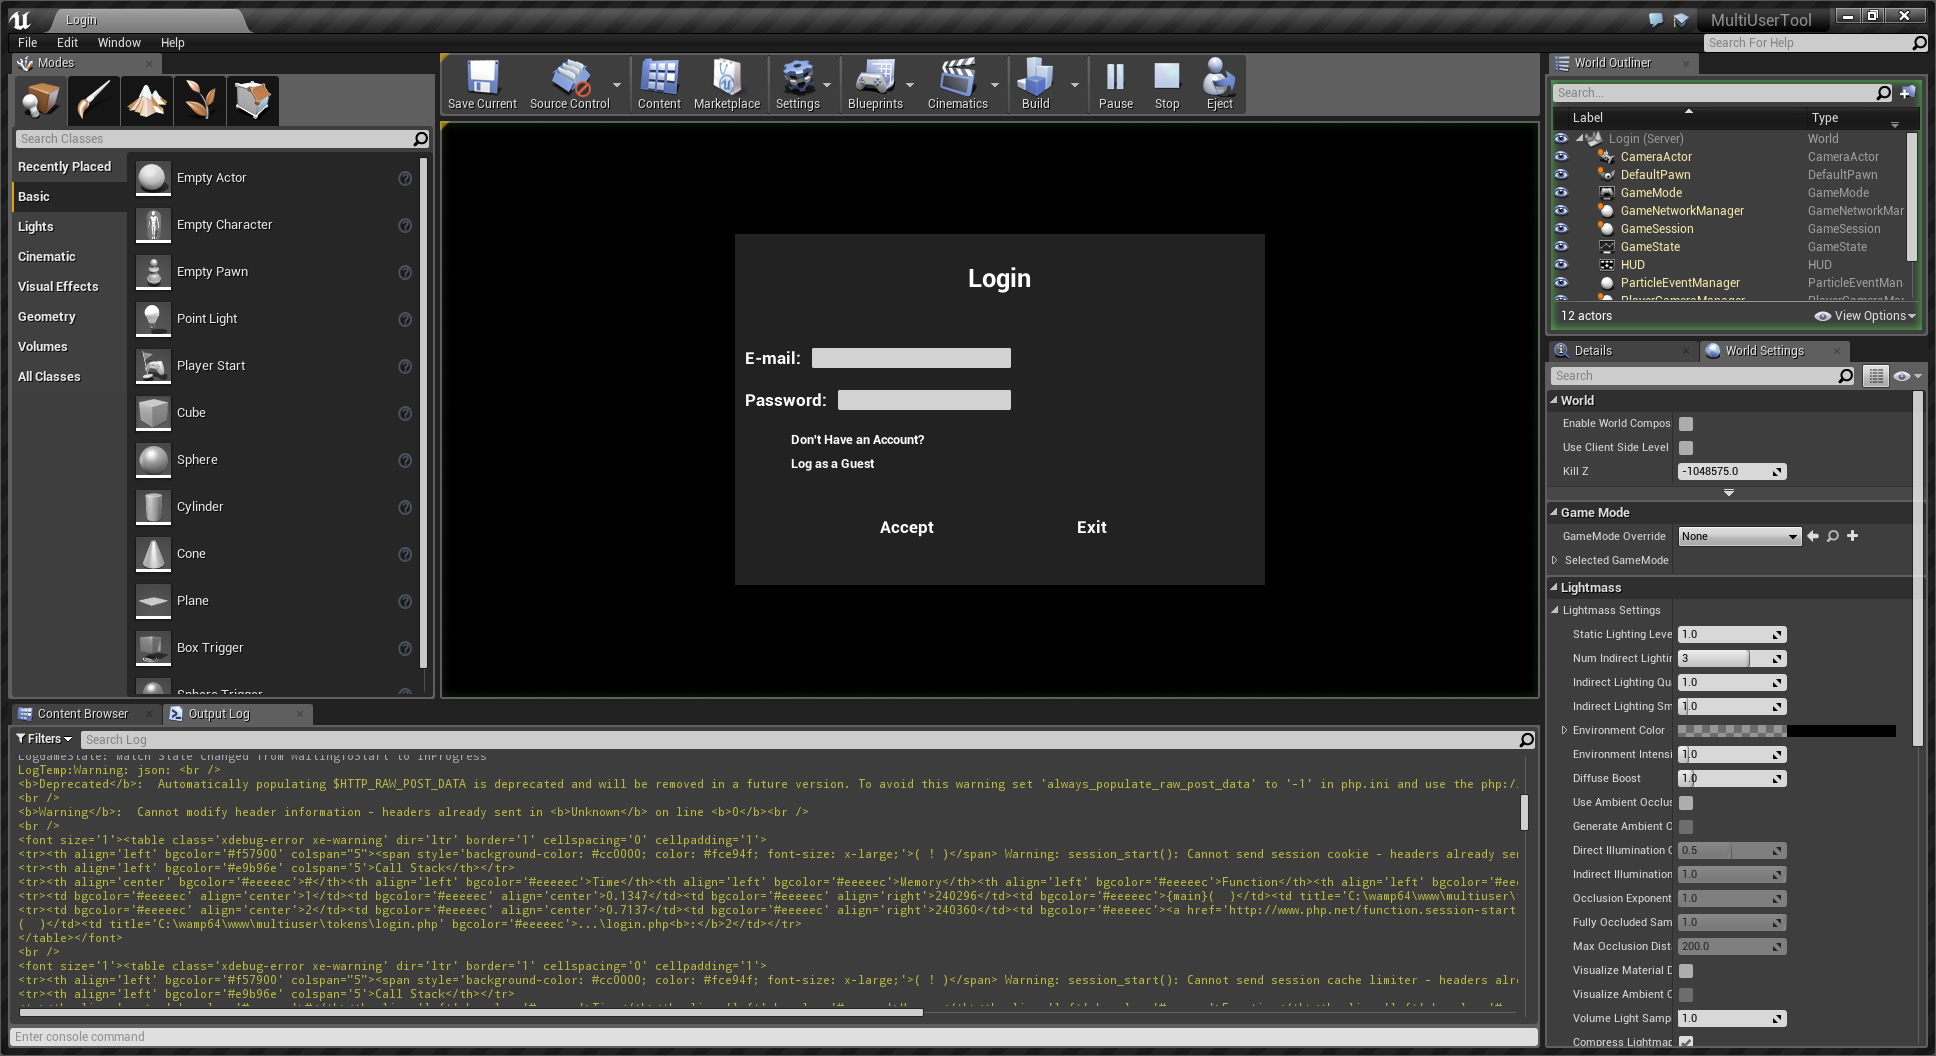 Login
MultiUserTool
File Edit Window Help
Search For Help
Modes
Save Current Source Control Content Marketplace Settings Blueprints Cinematics Build Pause Stop Eject
Search Classes
Recently Placed
Basic
Lights
Cinematic
Visual Effects
Geometry
Volumes
All Classes
Empty Actor
Empty Character
Empty Pawn
Point Light
Player Start
Cube
Sphere
Cylinder
Cone
Plane
Box Trigger
Sphere Trigger
Login
E-mail:
Password:
Don't Have an Account?
Log as a Guest
Accept Exit
World Outliner
Search...
Label Type
Login (Server) World
CameraActor CameraActor
DefaultPawn DefaultPawn
GameMode GameMode
GameNetworkManager GameNetworkMar
GameSession GameSession
GameState GameState
HUD HUD
ParticleEventManager ParticleEventMan
PlayerCameraManager PlayerCameraMa
12 actors View Options
Details World Settings
Search
World
Enable World Compos
Use Client Side Level
Kill Z -1048575.0
Game Mode
GameMode Override None
Selected GameMode
Lightmass
Lightmass Settings
Static Lighting Leve 1.0
Num Indirect Lightin 3
Indirect Lighting Qu 1.0
Indirect Lighting Sm 1.0
Environment Color
Environment Intensi 1.0
Diffuse Boost 1.0
Use Ambient Occlus
Generate Ambient O
Direct Illumination O 0.5
Indirect Illumination 1.0
Occlusion Exponent 1.0
Fully Occluded Sam 1.0
Max Occlusion Dist 200.0
Visualize Material D
Visualize Ambient O
Volume Light Samp 1.0
Compress Lightmap
Content Browser Output Log
Filters Search Log
LogGameState: Match State Changed from WaitingToStart to InProgress
LogTemp:Warning: json: <br />
<b>Deprecated</b>:  Automatically populating $HTTP_RAW_POST_DATA is deprecated and will be removed in a future version. To avoid this warning set 'always_populate_raw_post_data' to '-1' in php.ini and use the php:/
<br />
<b>Warning</b>:  Cannot modify header information - headers already sent in <b>Unknown</b> on line <b>0</b><br />
<br />
<font size='1'><table class='xdebug-error xe-warning' dir='ltr' border='1' cellspacing='0' cellpadding='1'>
<tr><th align='left' bgcolor='#f57900' colspan="5"><span style='background-color: #cc0000; color: #fce94f; font-size: x-large;'>( ! )</span> Warning: session_start(): Cannot send session cookie - headers already sen
<tr><th align='left' bgcolor='#e9b96e' colspan='5'>Call Stack</th></tr>
<tr><th align='center' bgcolor='#eeeeec'>#</th><th align='left' bgcolor='#eeeeec'>Time</th><th align='left' bgcolor='#eeeeec'>Memory</th><th align='left' bgcolor='#eeeeec'>Function</th><th align='left' bgcolor='#eee
<tr><td bgcolor='#eeeeec' align='center'>1</td><td bgcolor='#eeeeec' align='center'>0.1347</td><td bgcolor='#eeeeec' align='right'>240296</td><td bgcolor='#eeeeec'>{main}(  )</td><td title='C:\wamp64\www\multiuser\t
<tr><td bgcolor='#eeeeec' align='center'>2</td><td bgcolor='#eeeeec' align='center'>0.7137</td><td bgcolor='#eeeeec' align='right'>240360</td><td bgcolor='#eeeeec'><a href='http://www.php.net/function.session-start
(  )</td><td title='C:\wamp64\www\multiuser\tokens\login.php' bgcolor='#eeeeec'>...\login.php<b>:</b>2</td></tr>
</table></font>
<br />
<font size='1'><table class='xdebug-error xe-warning' dir='ltr' border='1' cellspacing='0' cellpadding='1'>
<tr><th align='left' bgcolor='#f57900' colspan="5"><span style='background-color: #cc0000; color: #fce94f; font-size: x-large;'>( ! )</span> Warning: session_start(): Cannot send session cache limiter - headers alre
<tr><th align='left' bgcolor='#e9b96e' colspan='5'>Call Stack</th></tr>
Enter console command